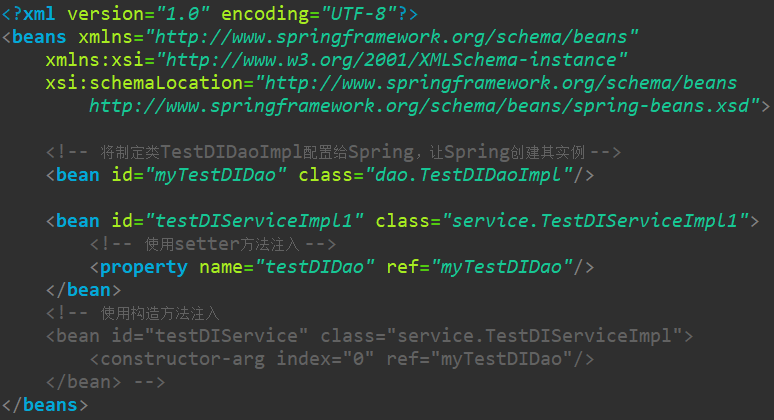 <?xml version="1.0" encoding="UTF-8"?>
<beans xmlns="http://www.springframework.org/schema/beans"
    xmlns:xsi="http://www.w3.org/2001/XMLSchema-instance"
    xsi:schemaLocation="http://www.springframework.org/schema/beans
        http://www.springframework.org/schema/beans/spring-beans.xsd">
    <!-- 将制定类TestDIDaoImpl配置给Spring，让Spring创建其实例 -->
    <bean id="myTestDIDao" class="dao.TestDIDaoImpl"/>
    <bean id="testDIServiceImpl1" class="service.TestDIServiceImpl1">
        <!-- 使用setter方法注入 -->
        <property name="testDIDao" ref="myTestDIDao"/>
    </bean>
    <!-- 使用构造方法注入
    <bean id="testDIService" class="service.TestDIServiceImpl">
        <constructor-arg index="0" ref="myTestDIDao"/>
    </bean> -->
</beans>